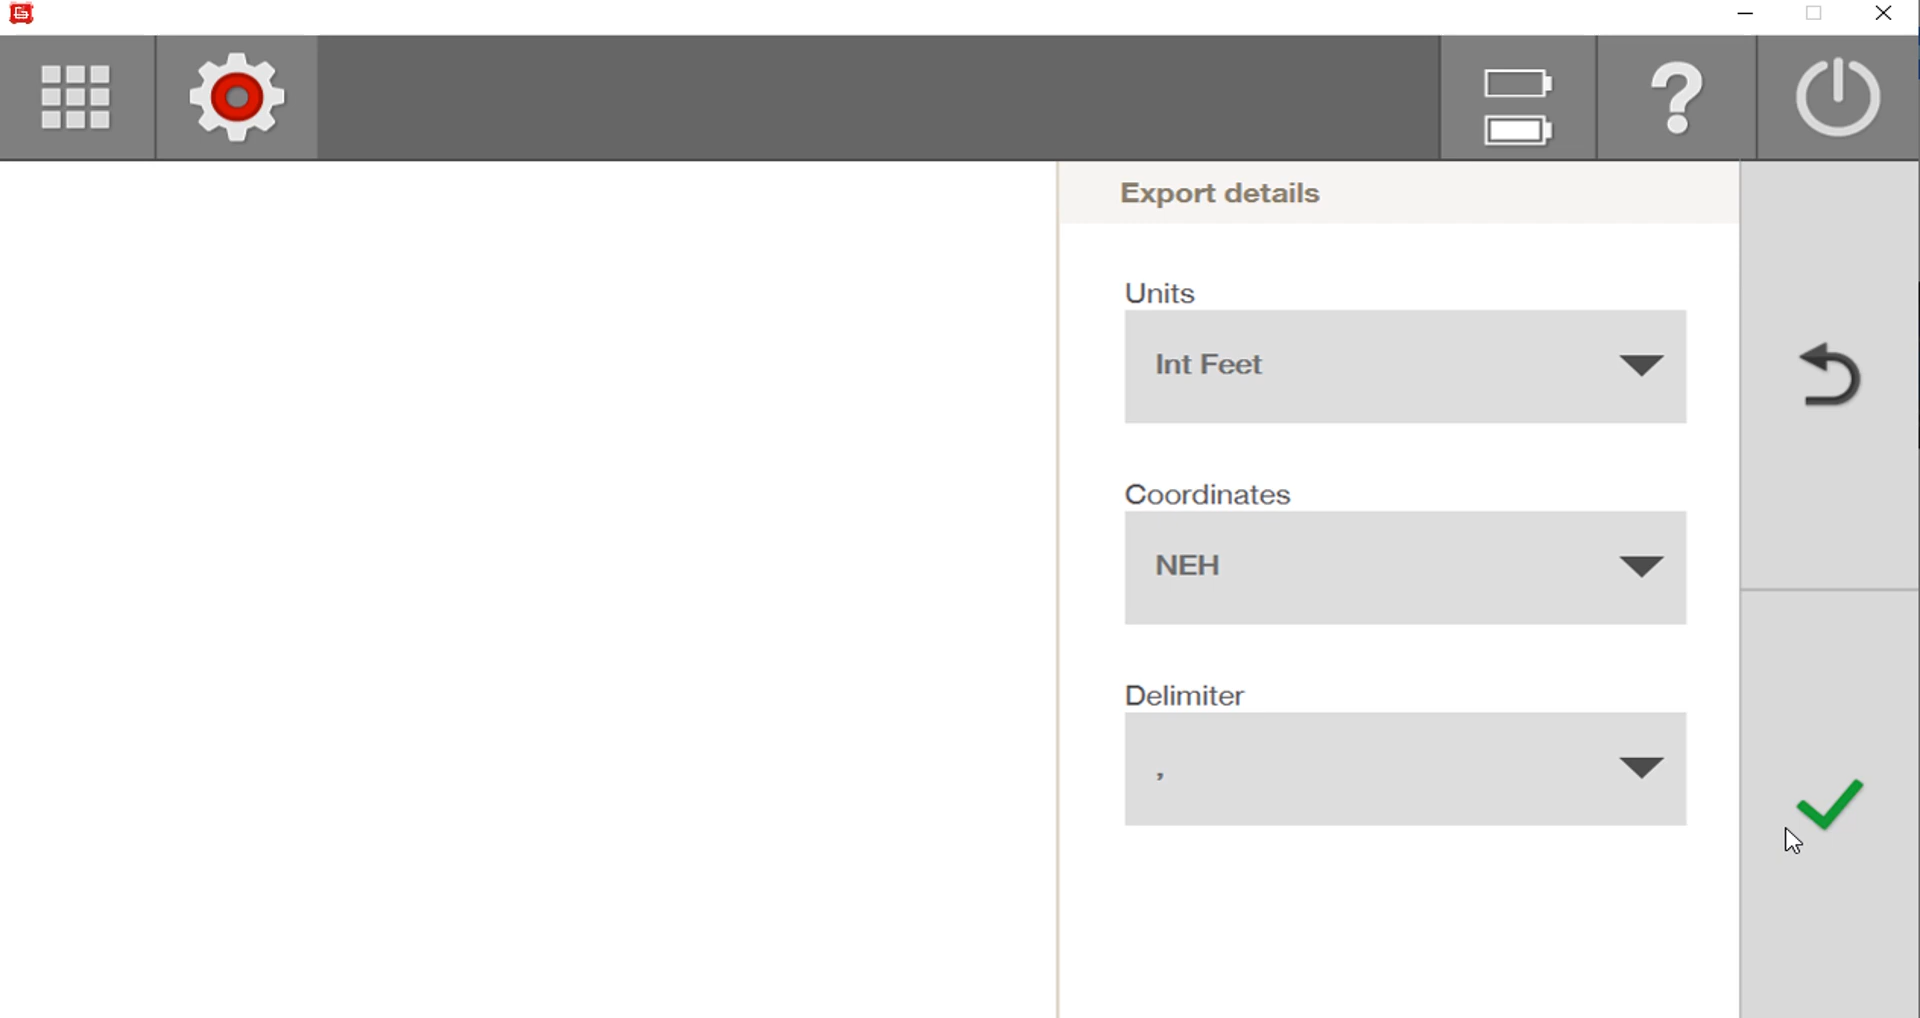 Export details
Units
Int Feet
Coordinates
NEH
Delimiter
,